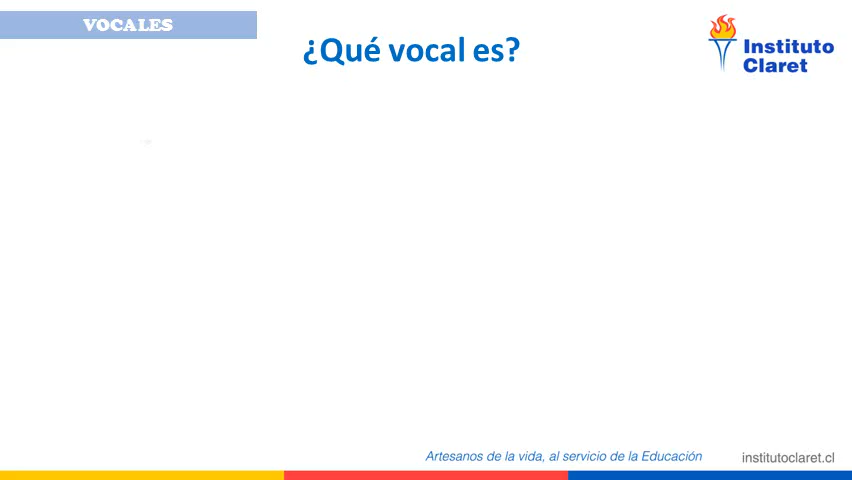 VOCALES
¿Qué vocal es?
Instituto
Claret
Artesanos de la vida, al servicio de la Educación
institutoclaret.cl